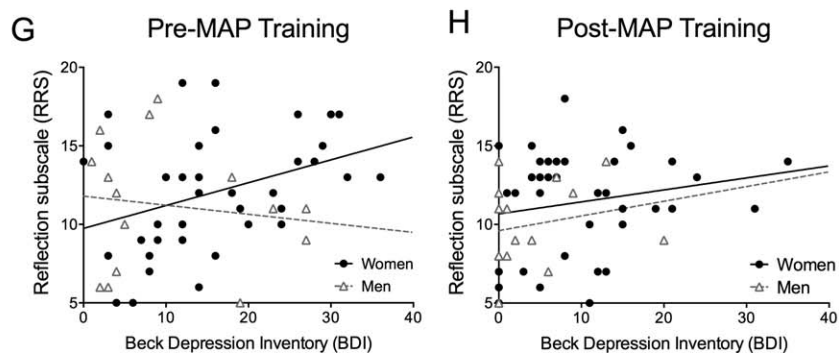 G
Pre-MAP Training
Reflection subscale (RRS)
20
15
10
5
0
10
20
30
40
Women
Men
Beck Depression Inventory (BDI)
H
Post-MAP Training
Reflection subscale (RRS)
20
15
10
5
0
10
20
30
40
Women
Men
Beck Depression Inventory (BDI)